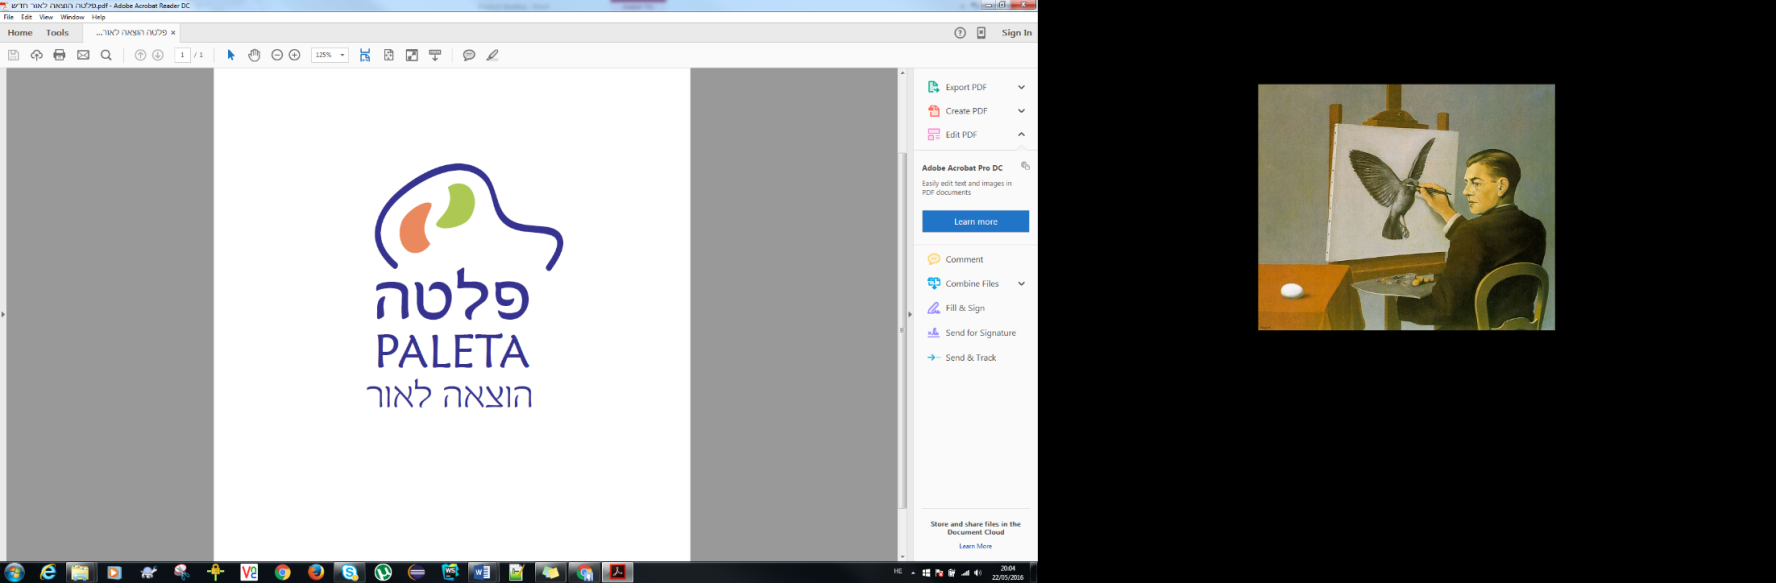 פלטה הוצאה לאור חדש.pdf - Adobe Acrobat Reader DC
File Edit View Window Help
Home Tools פלטה הוצאה לאור... × Sign In
1 / 1 125%
Export PDF
Create PDF
Edit PDF
Adobe Acrobat Pro DC
Easily edit text and images in
PDF documents
Learn more
Comment
Combine Files
Fill & Sign
Send for Signature
Send & Track
Store and share files in the
Document Cloud
Learn More
פלטה
PALETA
הוצאה לאור
HE 20:04
22/05/2016